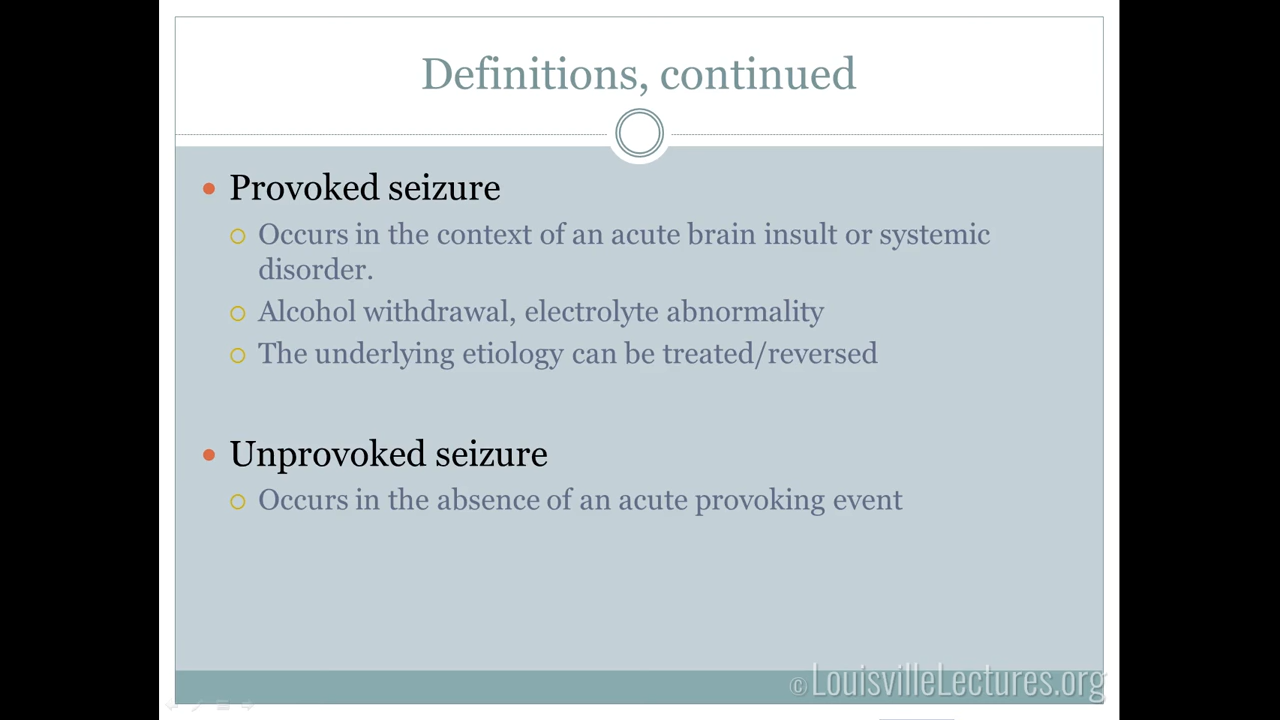 Definitions, continued
Provoked seizure
Occurs in the context of an acute brain insult or systemic
disorder.
Alcohol withdrawal, electrolyte abnormality
The underlying etiology can be treated/reversed
Unprovoked seizure
Occurs in the absence of an acute provoking event
© LouisvilleLectures.org